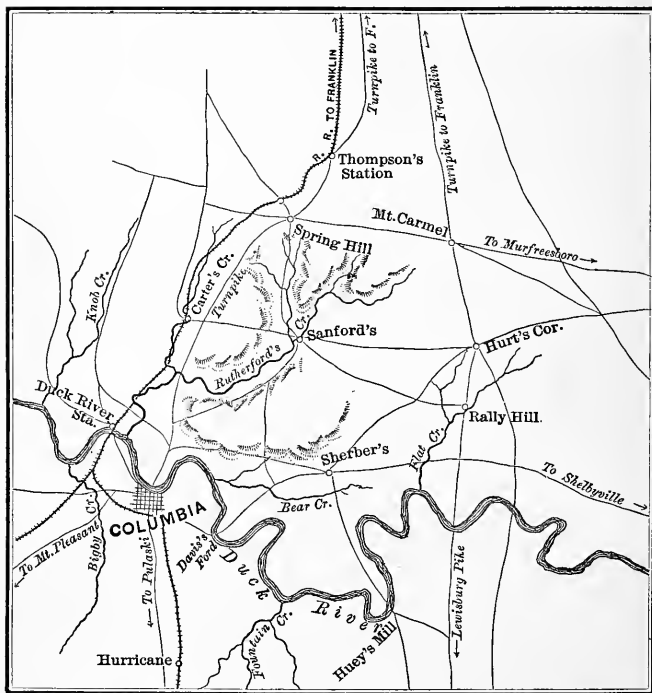 R. R. TO FRANKLIN
Turnpike to F.
Turnpike to Franklin
Thompson's
Station
Mt. Carmel
To Murfreesboro
Spring Hill
Knob Cr.
Carter's Cr.
Turnpike
Cr.
Sanford's
Hurt's Cor.
Rutherford's
Duck River
Sta.
Rally Hill.
Flat Cr.
Shefber's
To Shelbyville
Bear Cr.
COLUMBIA
Davis's
Ford
Duck
River
To Mt. Pleasant
Bigby Cr.
To Pulaski
Lewisburg Pike
Fountain Cr.
Huey's Mill
Hurricane